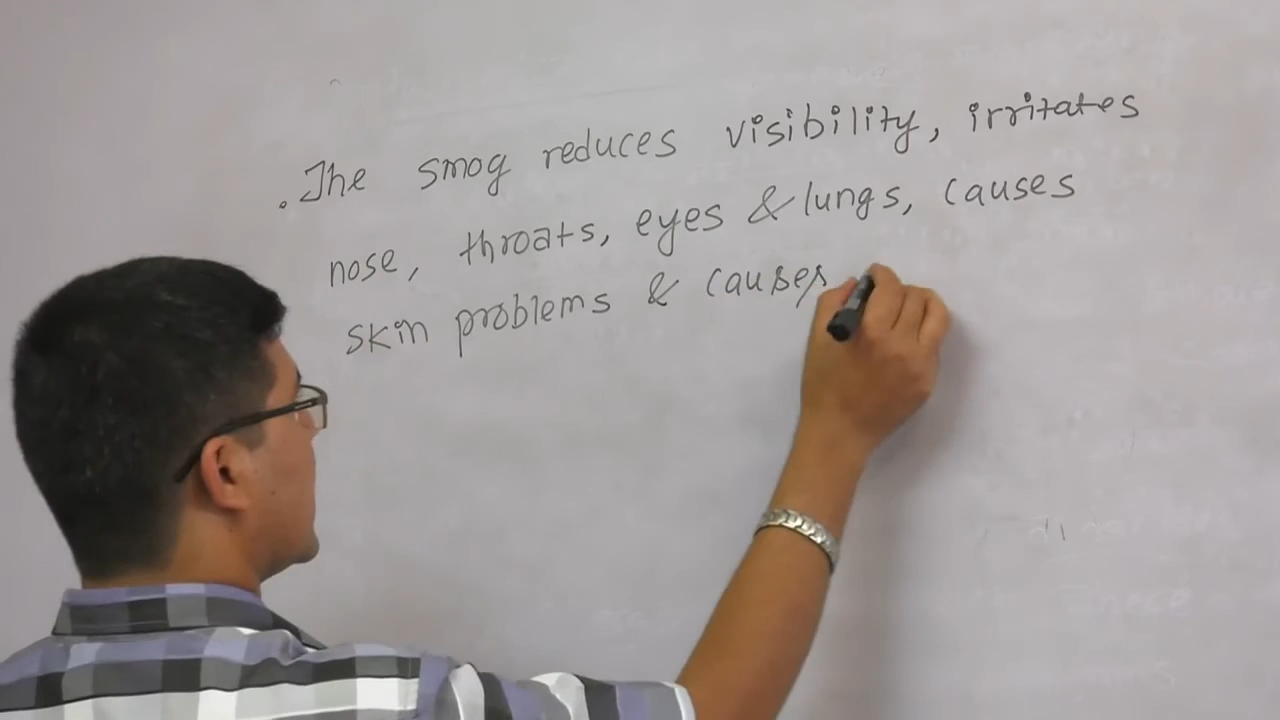 .The smog reduces visibility, irritates
nose, throats, eyes & lungs, causes
skin problems & causes